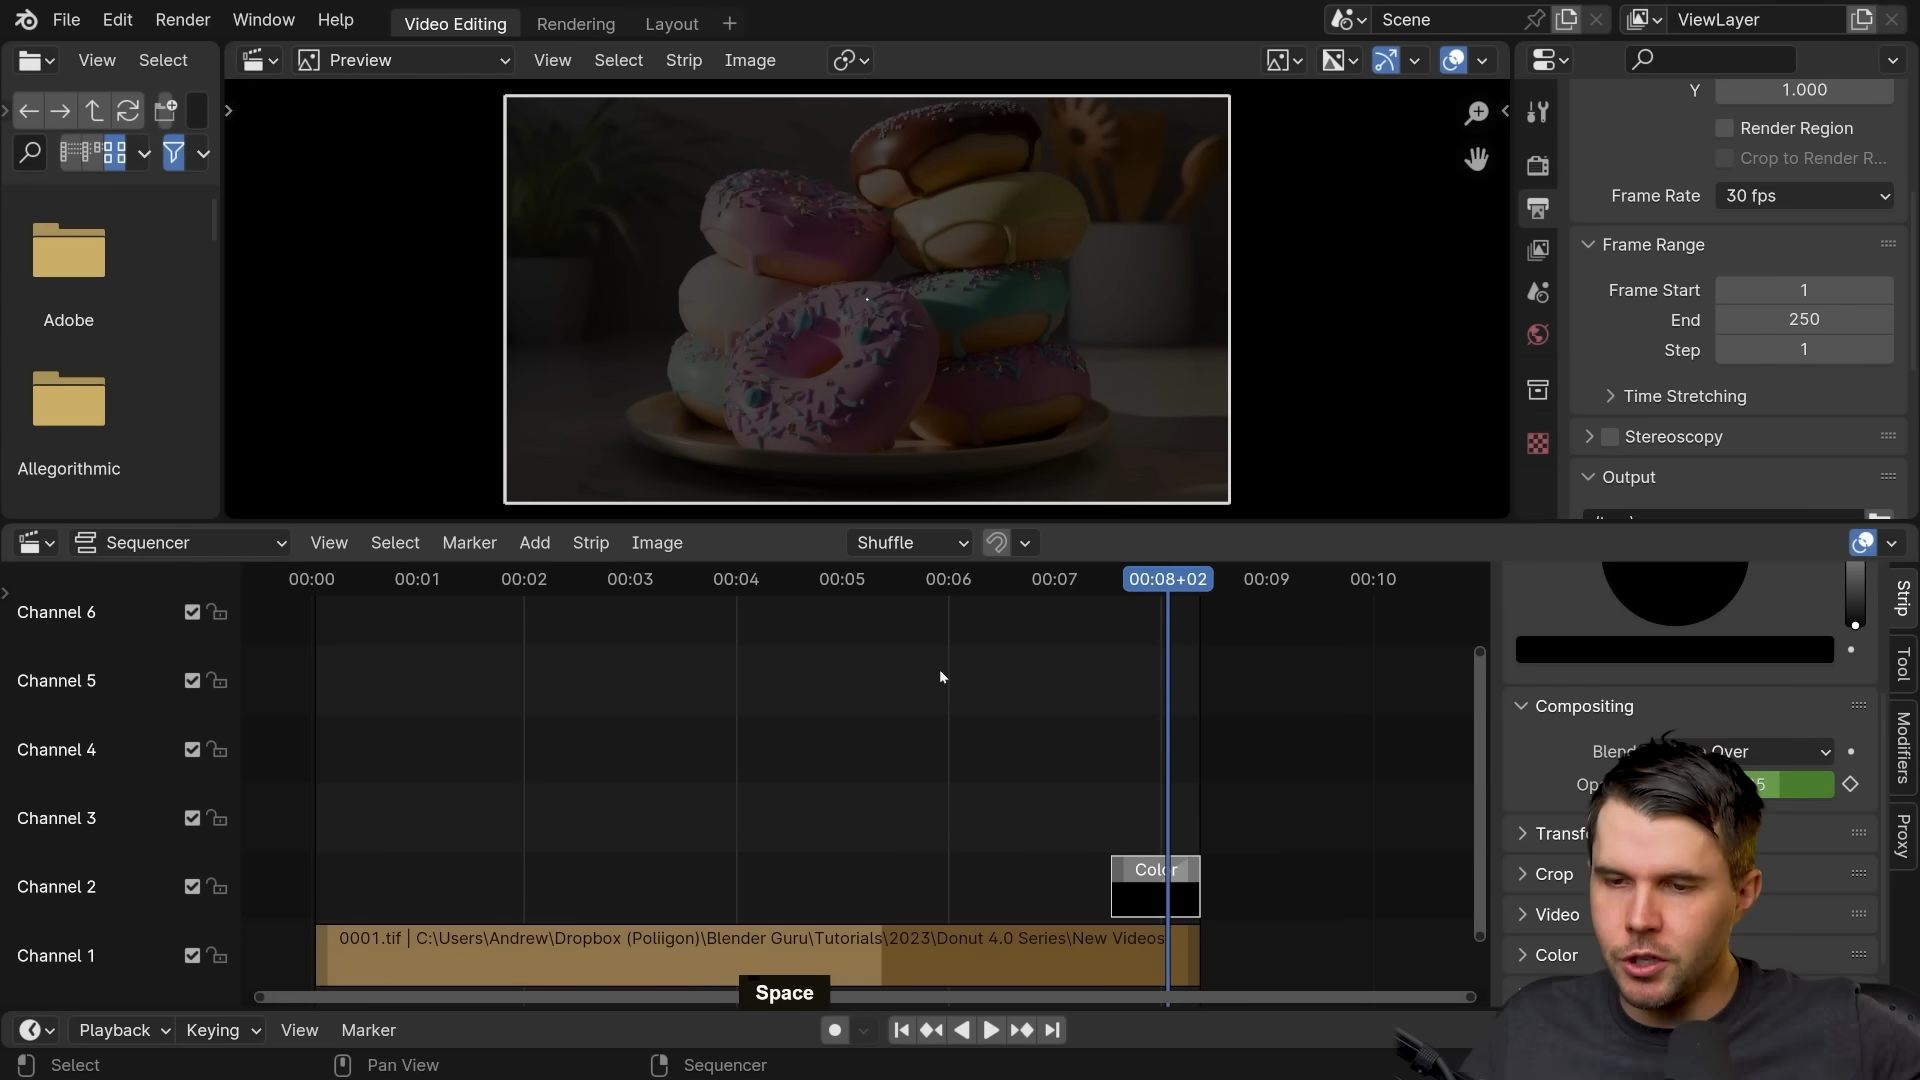 File Edit Render Window Help Video Editing Rendering Layout + Scene ViewLayer
View Select Preview View Select Strip Image
Y 1.000
Render Region
Crop to Render R...
Frame Rate 30 fps
Frame Range
Adobe
Frame Start 1
End 250
Step 1
Time Stretching
Stereoscopy
Allegorithmic
Output
Sequencer View Select Marker Add Strip Image Shuffle
00:00 00:01 00:02 00:03 00:04 00:05 00:06 00:07 00:08+02 00:09 00:10
Strip
Tool
Modifiers
Proxy
Channel 6
Channel 5
Compositing
Channel 4
Blend Over
Op 5
Channel 3
Transf
Color
Crop
Channel 2
Video
0001.tif | C:\Users\Andrew\Dropbox (Poliigon)\Blender Guru\Tutorials\2023\Donut 4.0 Series\New Videos
Channel 1
Color
Space
Playback Keying View Marker
Select Pan View Sequencer